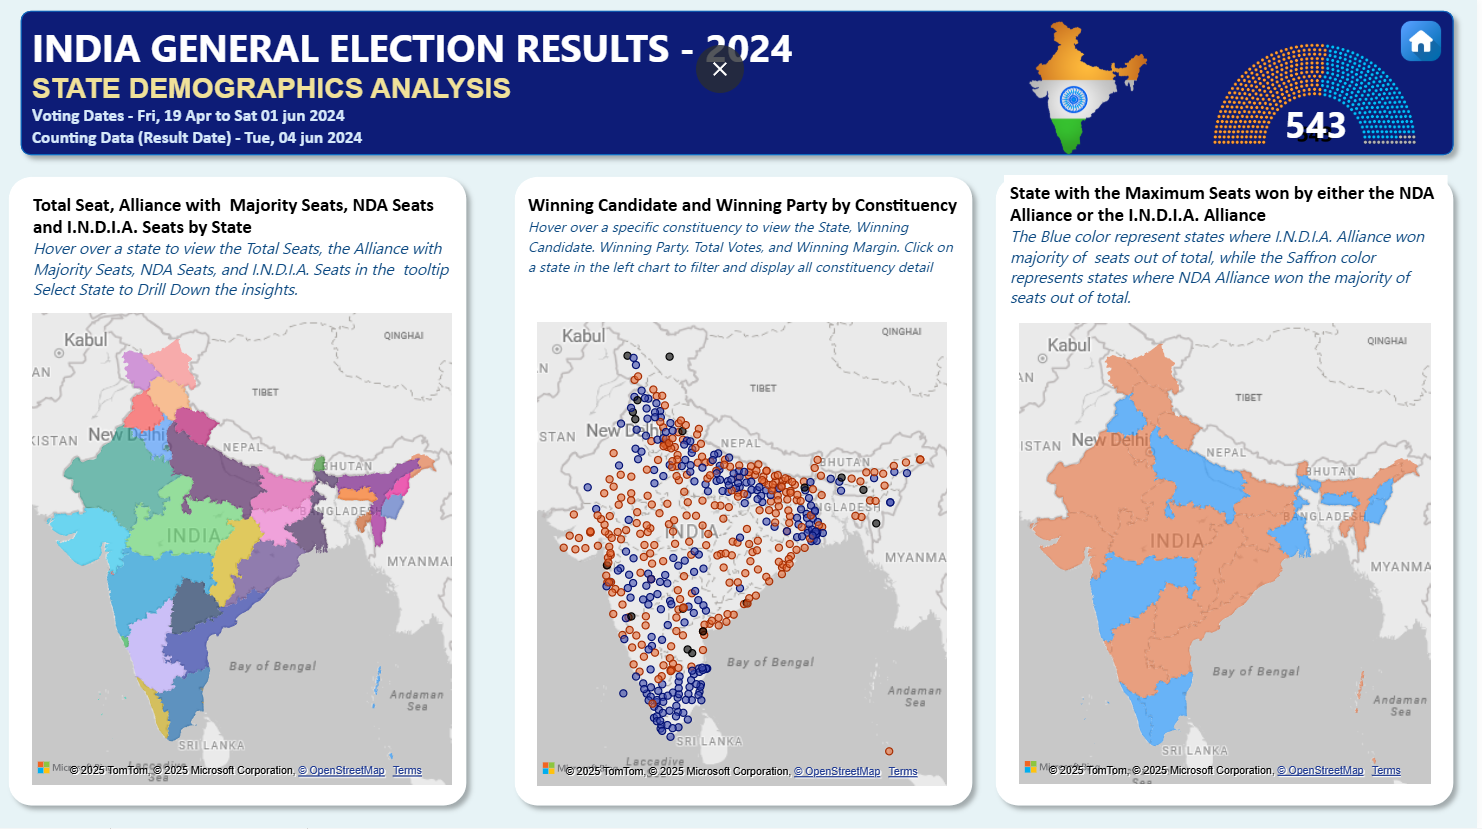 INDIA GENERAL ELECTION RESULTS - 2024
STATE DEMOGRAPHICS ANALYSIS
Voting Dates - Fri, 19 Apr to Sat 01 jun 2024
Counting Data (Result Date) - Tue, 04 jun 2024
543
Total Seat, Alliance with Majority Seats, NDA Seats
and I.N.D.I.A. Seats by State
Hover over a state to view the Total Seats, the Alliance with
Majority Seats, NDA Seats, and I.N.D.I.A. Seats in the tooltip
Select State to Drill Down the insights.
Kabul
QINGHAI
AN
TIBET
KISTAN
New Delhi
NEPAL
BHUTAN
BANGLADESH
INDIA
MYANMA
Bay of Bengal
Andaman
Sea
SRI LANKA
Laccadive
Sea
© 2025 TomTom, © 2025 Microsoft Corporation, © OpenStreetMap Terms
Winning Candidate and Winning Party by Constituency
Hover over a specific constituency to view the State, Winning
Candidate. Winning Party. Total Votes, and Winning Margin. Click on
a state in the left chart to filter and display all constituency detail
Kabul
QINGHAI
AN
TIBET
STAN
New Delhi
NEPAL
BHUTAN
NGLADESH
INDIA
MYANMA
Bay of Bengal
Andaman
Sea
SRI LANKA
Laccadive
© 2025 TomTom, © 2025 Microsoft Corporation, © OpenStreetMap Terms
State with the Maximum Seats won by either the NDA
Alliance or the I.N.D.I.A. Alliance
The Blue color represent states where I.N.D.I.A. Alliance won
majority of seats out of total, while the Saffron color
represents states where NDA Alliance won the majority of
seats out of total.
Kabul
QINGHAI
AN
TIBET
ISTAN
New Delhi
NEPAL
BHUTAN
BANGLADESH
INDIA
MYANMA
Bay of Bengal
Andaman
Sea
SRI LANKA
© 2025 TomTom, © 2025 Microsoft Corporation, © OpenStreetMap Terms